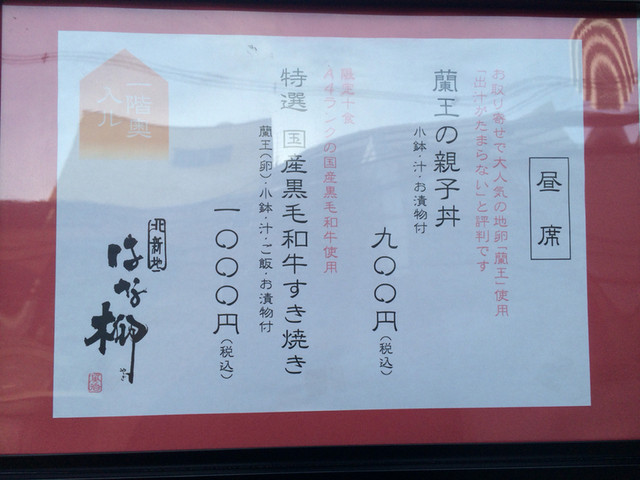 昼席
お取り寄せで大人気の地卵「蘭王」使用
「出汁がたまらない」と評判です
蘭王の親子丼
小鉢・汁・お漬物付
九〇〇円(税込)
限定十食
A4ランクの国産黒毛和牛使用
特選 国産黒毛和牛すき焼き
蘭王(卵)小鉢・汁・ご飯・お漬物付
一〇〇〇円(税込)
北新地
はな柳
一階奥
入ル